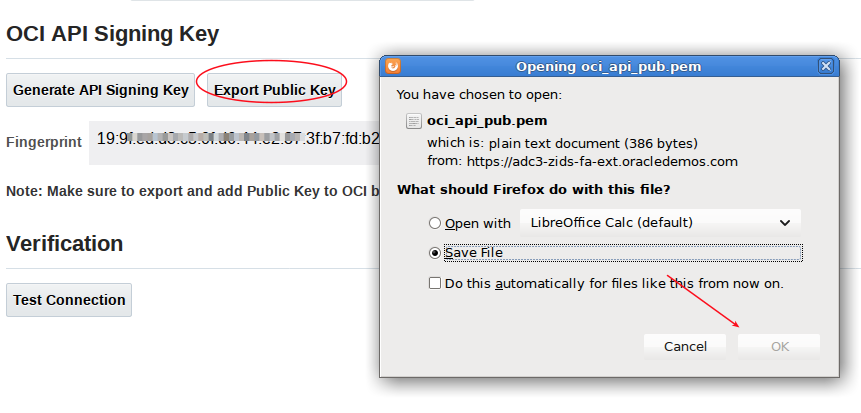 OCI API Signing Key
Generate API Signing Key
Export Public Key
Fingerprint
3f:b7:fd:b2
Note: Make sure to export and add Public Key to OCI b
Verification
Test Connection
Opening oci_api_pub.pem
You have chosen to open:
oci_api_pub.pem
which is: plain text document (386 bytes)
from: https://adc3-zids-fa-ext.oracledemos.com
What should Firefox do with this file?
Open with LibreOffice Calc (default)
Save File
Do this automatically for files like this from now on.
Cancel
OK